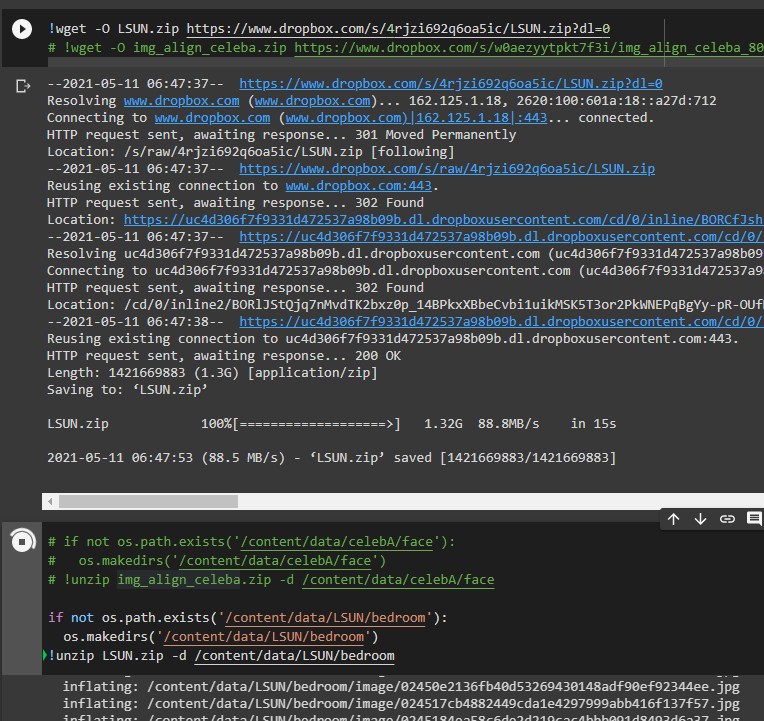 !wget -O LSUN.zip https://www.dropbox.com/s/4rjzi692q6oa5ic/LSUN.zip?dl=0
# !wget -O img_align_celeba.zip https://www.dropbox.com/s/w0aezyytpkt7f3i/img_align_celeba_80
--2021-05-11 06:47:37-- https://www.dropbox.com/s/4rjzi692q6oa5ic/LSUN.zip?dl=0
Resolving www.dropbox.com (www.dropbox.com)... 162.125.1.18, 2620:100:601a:18::a27d:712
Connecting to www.dropbox.com (www.dropbox.com)|162.125.1.18|:443... connected.
HTTP request sent, awaiting response... 301 Moved Permanently
Location: /s/raw/4rjzi692q6oa5ic/LSUN.zip [following]
--2021-05-11 06:47:37-- https://www.dropbox.com/s/raw/4rjzi692q6oa5ic/LSUN.zip
Reusing existing connection to www.dropbox.com:443.
HTTP request sent, awaiting response... 302 Found
Location: https://uc4d306f7f9331d472537a98b09b.dl.dropboxusercontent.com/cd/0/inline/BORCfJsh
--2021-05-11 06:47:37-- https://uc4d306f7f9331d472537a98b09b.dl.dropboxusercontent.com/cd/0/
Resolving uc4d306f7f9331d472537a98b09b.dl.dropboxusercontent.com (uc4d306f7f9331d472537a98b09
Connecting to uc4d306f7f9331d472537a98b09b.dl.dropboxusercontent.com (uc4d306f7f9331d472537a9
HTTP request sent, awaiting response... 302 Found
Location: /cd/0/inline2/BORlJStQjq7nMvdTK2bxz0p_14BPkxXBbeCvbi1uikMSK5T3or2PkWNEPqBgYy-pR-OUf
--2021-05-11 06:47:38-- https://uc4d306f7f9331d472537a98b09b.dl.dropboxusercontent.com/cd/0/
Reusing existing connection to uc4d306f7f9331d472537a98b09b.dl.dropboxusercontent.com:443.
HTTP request sent, awaiting response... 200 OK
Length: 1421669883 (1.3G) [application/zip]
Saving to: ‘LSUN.zip’
LSUN.zip 100%[===================>] 1.32G 88.8MB/s in 15s
2021-05-11 06:47:53 (88.5 MB/s) - ‘LSUN.zip’ saved [1421669883/1421669883]
# if not os.path.exists('/content/data/celebA/face'):
# os.makedirs('/content/data/celebA/face')
# !unzip img_align_celeba.zip -d /content/data/celebA/face
if not os.path.exists('/content/data/LSUN/bedroom'):
os.makedirs('/content/data/LSUN/bedroom')
!unzip LSUN.zip -d /content/data/LSUN/bedroom
inflating: /content/data/LSUN/bedroom/image/02450e2136fb40d53269430148adf90ef92344ee.jpg
inflating: /content/data/LSUN/bedroom/image/024517cb4882449cda1e4297999abb416f137f57.jpg